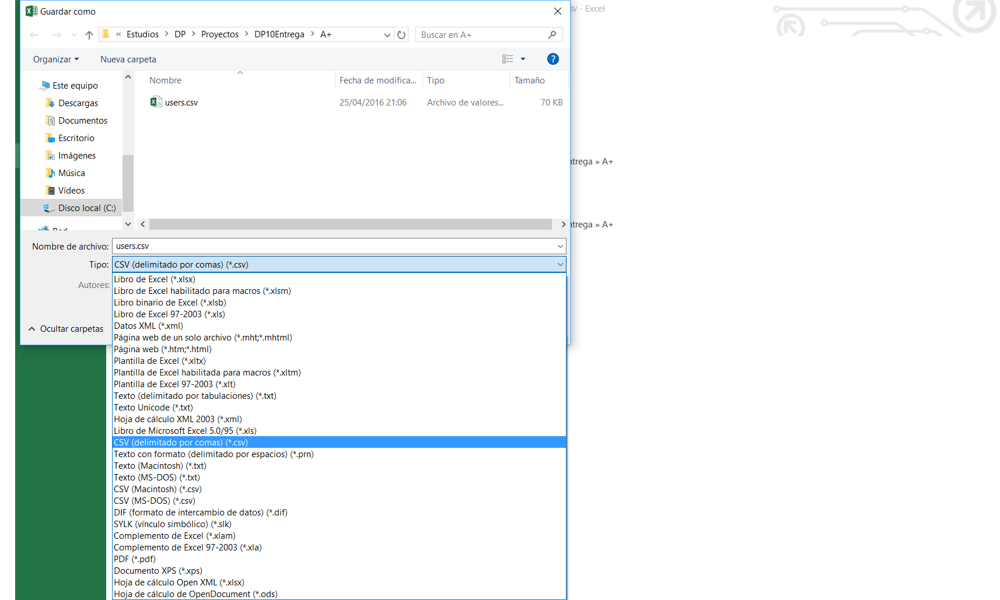 Guardar como
sv - Excel
« Estudios > DP > Proyectos > DP10Entrega > A+
Buscar en A+
Organizar
Nueva carpeta
?
Nombre
Fecha de modifica...
Tipo
Tamaño
users.csv
25/04/2016 21:06
Archivo de valores...
70 KB
Este equipo
Descargas
Documentos
Escritorio
Imágenes
Música
Vídeos
Disco local (C:)
Red
ntrega » A+
ntrega » A+
Nombre de archivo: users.csv
Tipo: CSV (delimitado por comas) (*.csv)
Autores:
Ocultar carpetas
Libro de Excel (*.xlsx)
Libro de Excel habilitado para macros (*.xlsm)
Libro binario de Excel (*.xlsb)
Libro de Excel 97-2003 (*.xls)
Datos XML (*.xml)
Página web de un solo archivo (*.mht;*.mhtml)
Página web (*.htm;*.html)
Plantilla de Excel (*.xltx)
Plantilla de Excel habilitada para macros (*.xltm)
Plantilla de Excel 97-2003 (*.xlt)
Texto (delimitado por tabulaciones) (*.txt)
Texto Unicode (*.txt)
Hoja de cálculo XML 2003 (*.xml)
Libro de Microsoft Excel 5.0/95 (*.xls)
CSV (delimitado por comas) (*.csv)
Texto con formato (delimitado por espacios) (*.prn)
Texto (Macintosh) (*.txt)
Texto (MS-DOS) (*.txt)
CSV (Macintosh) (*.csv)
CSV (MS-DOS) (*.csv)
DIF (formato de intercambio de datos) (*.dif)
SYLK (vínculo simbólico) (*.slk)
Complemento de Excel (*.xlam)
Complemento de Excel 97-2003 (*.xla)
PDF (*.pdf)
Documento XPS (*.xps)
Hoja de cálculo Open XML (*.xlsx)
Hoja de cálculo de OpenDocument (*.ods)